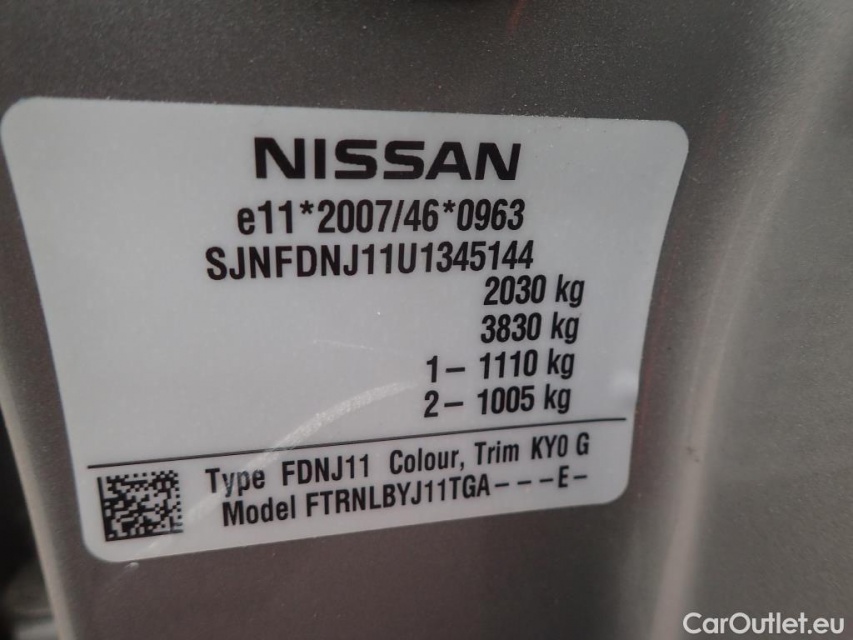 NISSAN
e11*2007/46*0963
SJNFDNJ11U1345144
2030 kg
3830 kg
1– 1110 kg
2– 1005 kg
Type FDNJ11 Colour, Trim KY0 G
Model FTRNLBYJ11TGA–––E–
CarOutlet.eu